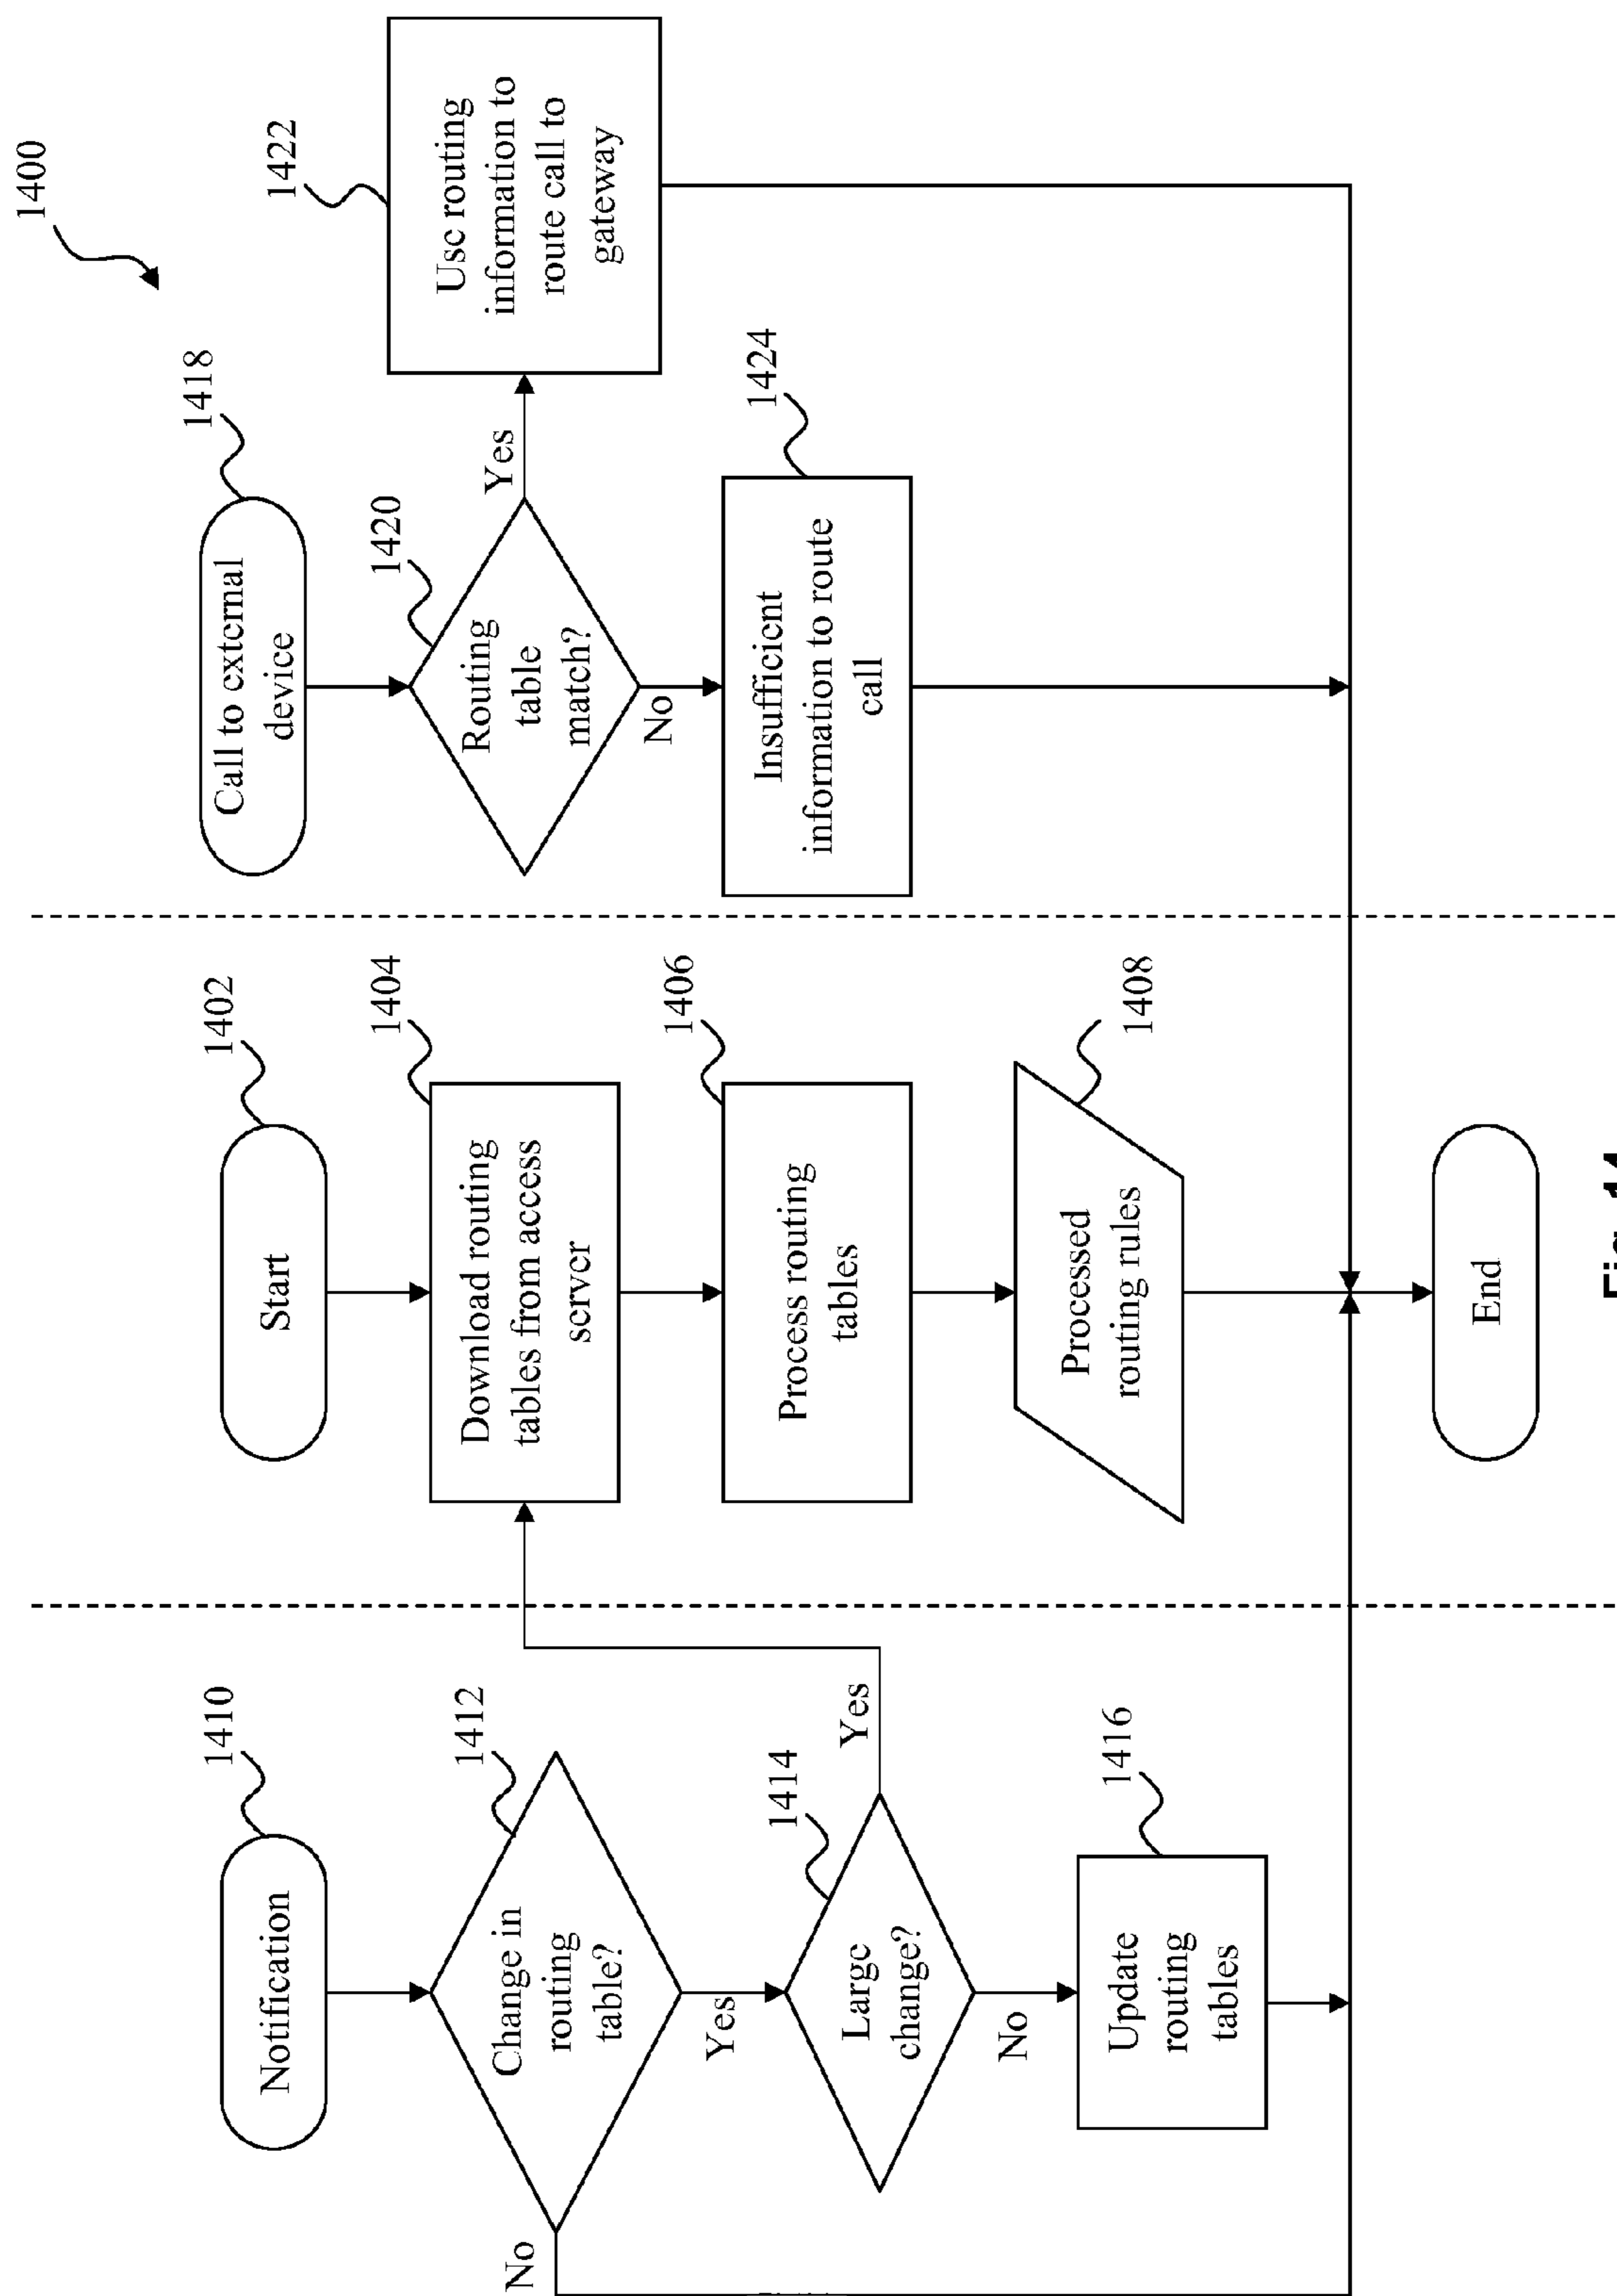 1400
Notification
1410
Change in
routing
table?
1412
No
Yes
Large
change?
1414
Yes
No
Update
routing
tables
1416
Start
1402
Download routing
tables from access
server
1404
Process routing
tables
1406
Processed
routing rules
1408
Call to external
device
1418
Routing
table
match?
1420
Yes
No
Use routing
information to
route call to
gateway
1422
Insufficient
information to route
call
1424
End
Fig. 14